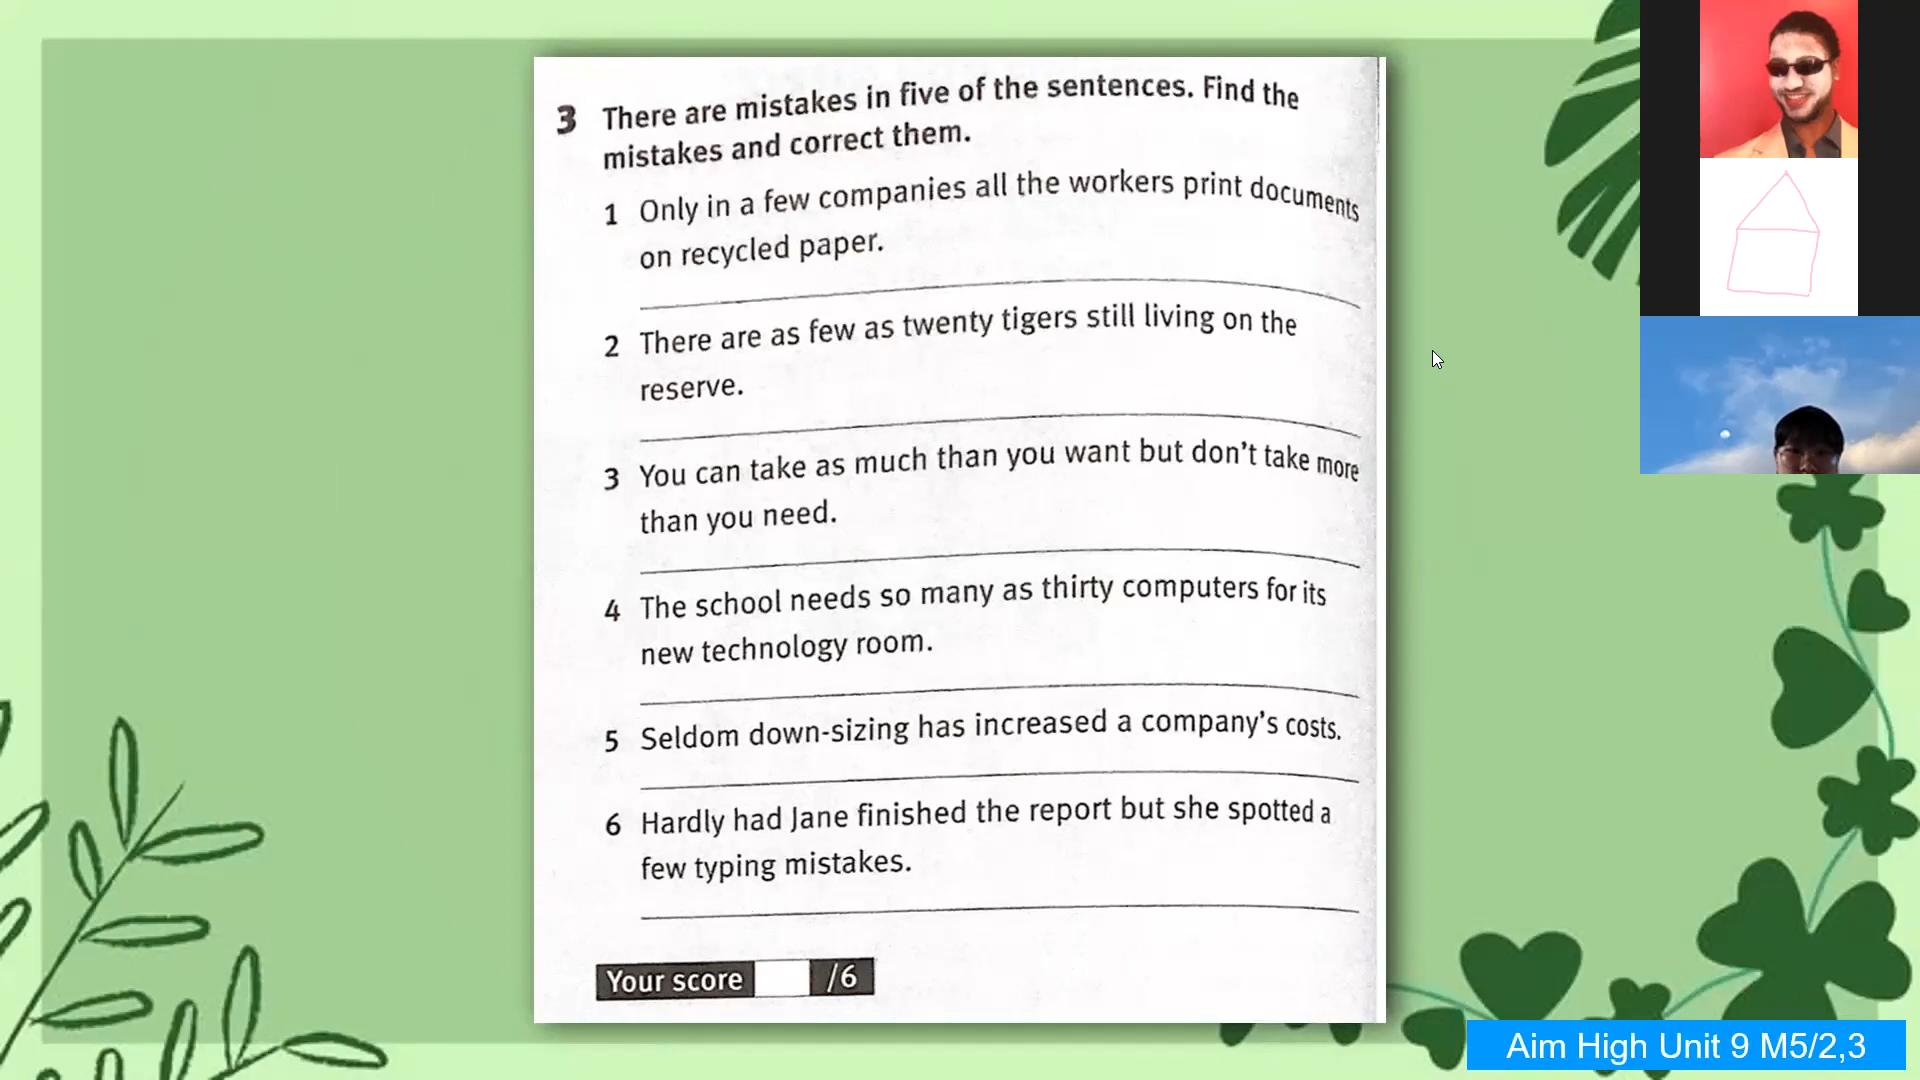 3 There are mistakes in five of the sentences. Find the
mistakes and correct them.
1 Only in a few companies all the workers print documents
on recycled paper.
2 There are as few as twenty tigers still living on the
reserve.
3 You can take as much than you want but don't take more
than you need.
4 The school needs so many as thirty computers for its
new technology room.
5 Seldom down-sizing has increased a company's costs.
6 Hardly had Jane finished the report but she spotted a
few typing mistakes.
Your score /6
Aim High Unit 9 M5/2,3